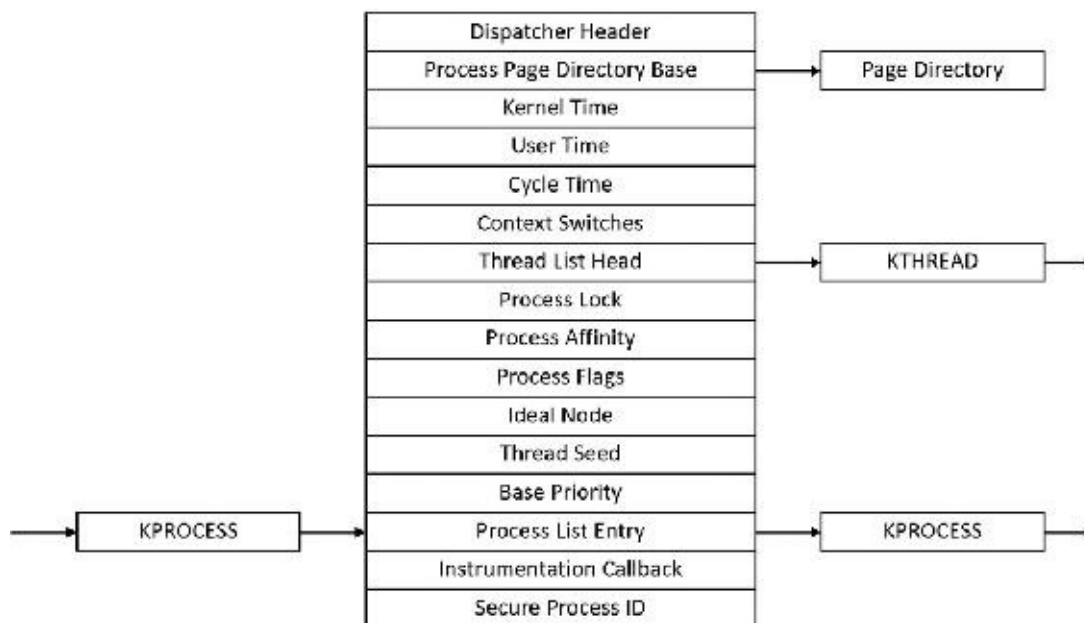 Dispatcher Header
Process Page Directory Base
Page Directory
Kernel Time
User Time
Cycle Time
Context Switches
Thread List Head
KTHREAD
Process Lock
Process Affinity
Process Flags
Ideal Node
Thread Seed
Base Priority
KPROCESS
Process List Entry
KPROCESS
Instrumentation Callback
Secure Process ID